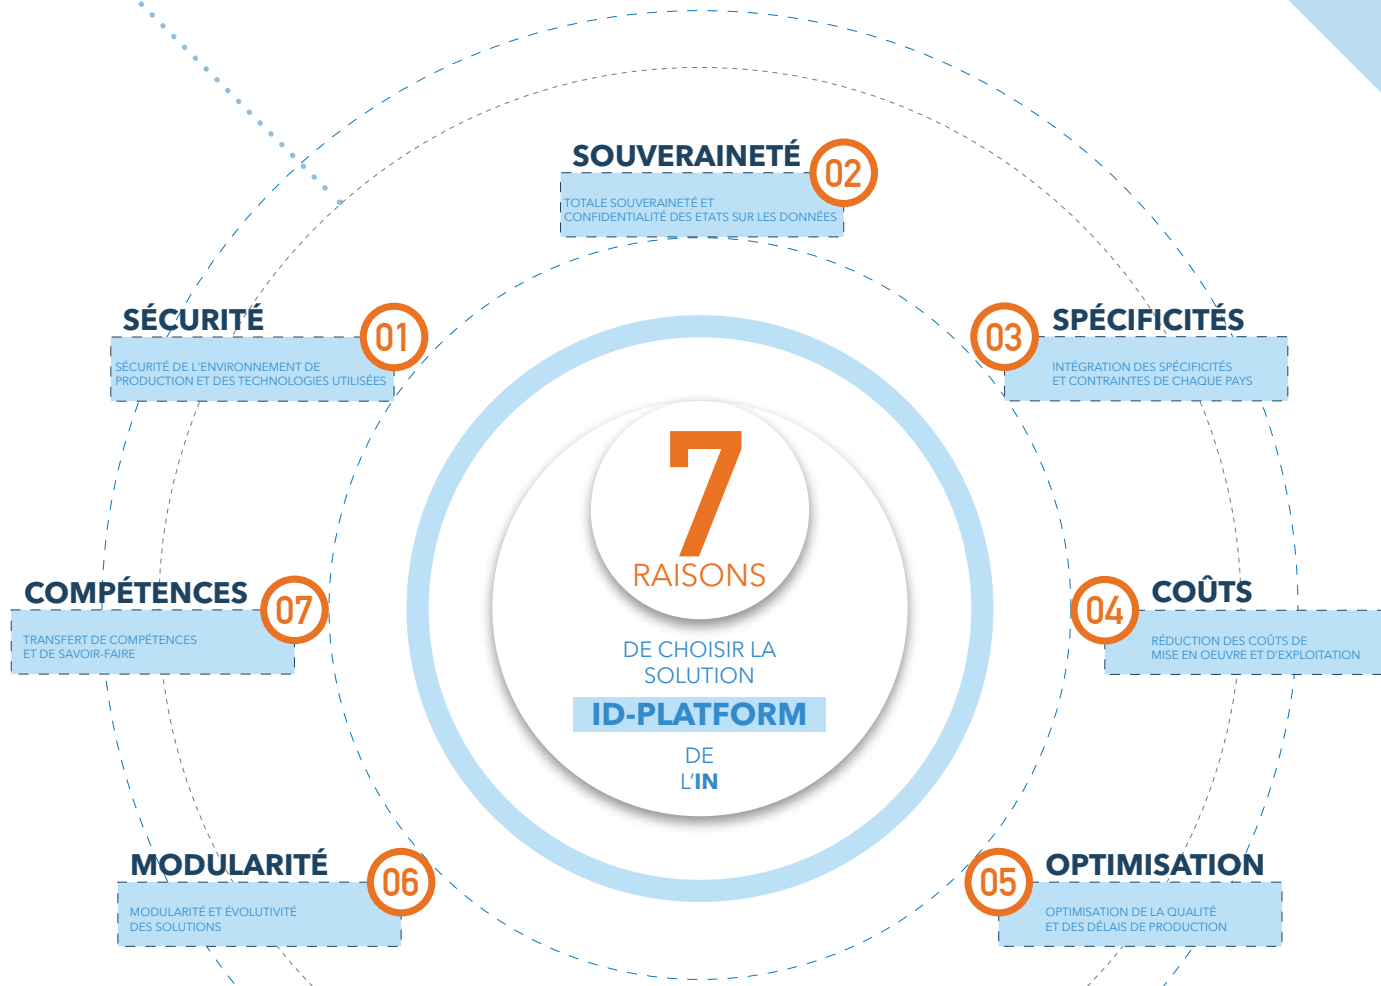 7
RAISONS
DE CHOISIR LA
SOLUTION
ID-PLATFORM
DE
L'IN
SÉCURITÉ
01
SÉCURITÉ DE L'ENVIRONNEMENT DE
PRODUCTION ET DES TECHNOLOGIES UTILISÉES
SOUVERAINETÉ
02
TOTALE SOUVERAINETÉ ET
CONFIDENTIALITÉ DES ETATS SUR LES DONNÉES
03
SPÉCIFICITÉS
INTÉGRATION DES SPÉCIFICITÉS
ET CONTRAINTES DE CHAQUE PAYS
04
COÛTS
RÉDUCTION DES COÛTS DE
MISE EN OEUVRE ET D'EXPLOITATION
05
OPTIMISATION
OPTIMISATION DE LA QUALITÉ
ET DES DÉLAIS DE PRODUCTION
MODULARITÉ
06
MODULARITÉ ET ÉVOLUTIVITÉ
DES SOLUTIONS
COMPÉTENCES
07
TRANSFERT DE COMPÉTENCES
ET DE SAVOIR-FAIRE